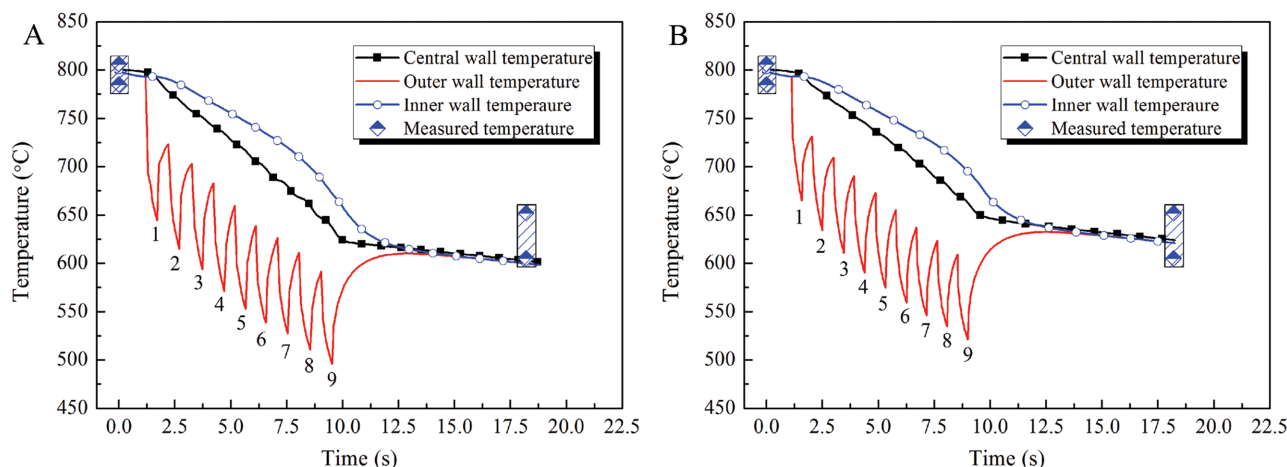 A
850
800
750
700
650
600
550
500
450
Temperature (°C)
Central wall temperature
Outer wall temperature
Inner wall temperaure
Measured temperature
1
2
3
4
5
6
7
8
9
0.0 2.5 5.0 7.5 10.0 12.5 15.0 17.5 20.0 22.5
Time (s)
B
850
800
750
700
650
600
550
500
450
Temperature (°C)
Central wall temperature
Outer wall temperature
Inner wall temperaure
Measured temperature
1
2
3
4
5
6
7
8
9
0.0 2.5 5.0 7.5 10.0 12.5 15.0 17.5 20.0 22.5
Time (s)